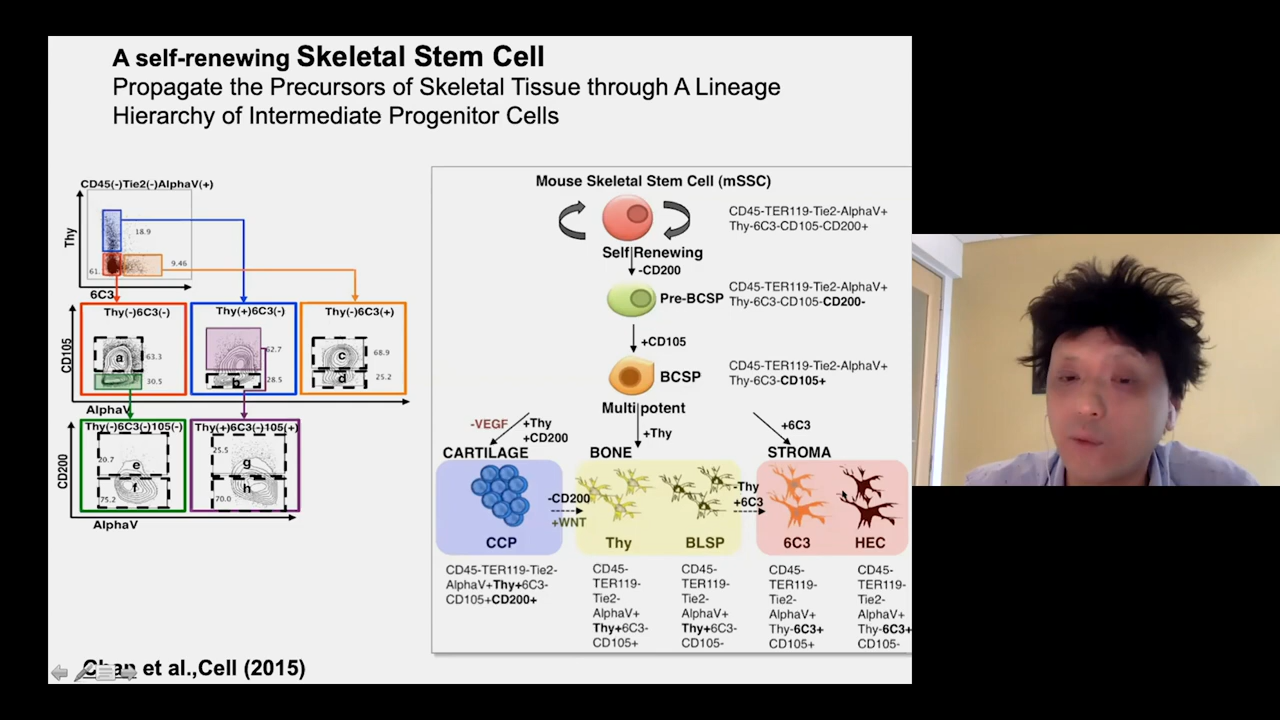 A self-renewing Skeletal Stem Cell
Propagate the Precursors of Skeletal Tissue through A Lineage
Hierarchy of Intermediate Progenitor Cells
CD45(-)Tie2(-)AlphaV(+)
Thy
18.9
9.46
61.
6C3
Thy(-)6C3(-)
Thy(+)6C3(-)
Thy(-)6C3(+)
CD105
a
63.3
30.5
62.7
b
28.5
c
68.9
d
25.2
AlphaV
Thy(-)6C3(-)105(-)
Thy(+)6C3(-)105(+)
CD200
20.7
e
f
75.2
25.5
g
h
70.0
AlphaV
Chan et al.,Cell (2015)
Mouse Skeletal Stem Cell (mSSC)
CD45-TER119-Tie2-AlphaV+
Thy-6C3-CD105-CD200+
Self Renewing
-CD200
Pre-BCSP
CD45-TER119-Tie2-AlphaV+
Thy-6C3-CD105-CD200-
+CD105
BCSP
CD45-TER119-Tie2-AlphaV+
Thy-6C3-CD105+
Multipotent
-VEGF
+Thy
+CD200
+Thy
+6C3
CARTILAGE
BONE
STROMA
-CD200
+WNT
-Thy
+6C3
CCP
Thy
BLSP
6C3
HEC
CD45-TER119-Tie2-
AlphaV+Thy+6C3-
CD105+CD200+
CD45-
TER119-
Tie2-
AlphaV+
Thy+6C3-
CD105+
CD45-
TER119-
Tie2-
AlphaV+
Thy+6C3-
CD105-
CD45-
TER119-
Tie2-
AlphaV+
Thy-6C3+
CD105+
CD45-
TER119-
Tie2-
AlphaV+
Thy-6C3+
CD105-